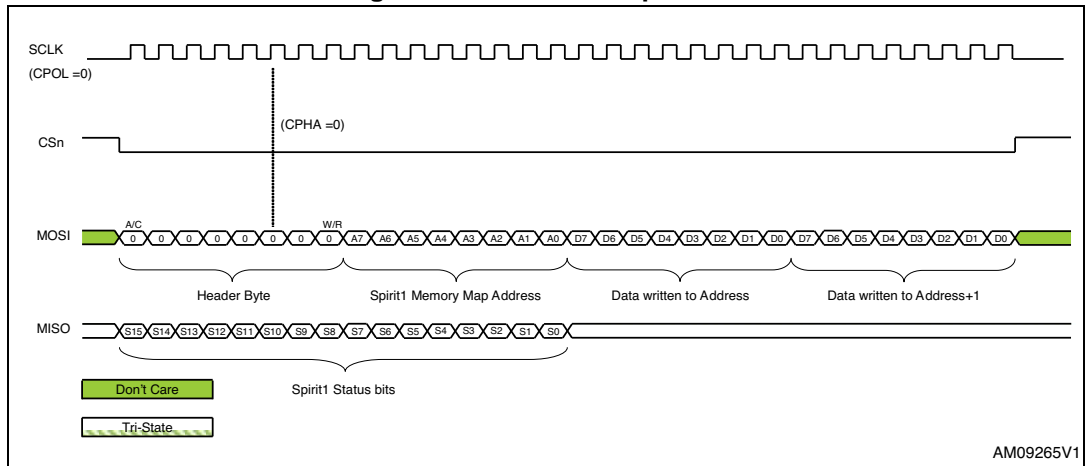 SCLK
(CPOL =0)
(CPHA =0)
CSn
A/C W/R
MOSI 0 0 0 0 0 0 0 0 A7 A6 A5 A4 A3 A2 A1 A0 D7 D6 D5 D4 D3 D2 D1 D0 D7 D6 D5 D4 D3 D2 D1 D0
Header Byte Spirit1 Memory Map Address Data written to Address Data written to Address+1
MISO S15 S14 S13 S12 S11 S10 S9 S8 S7 S6 S5 S4 S3 S2 S1 S0
Don't Care Spirit1 Status bits
Tri-State
AM09265V1